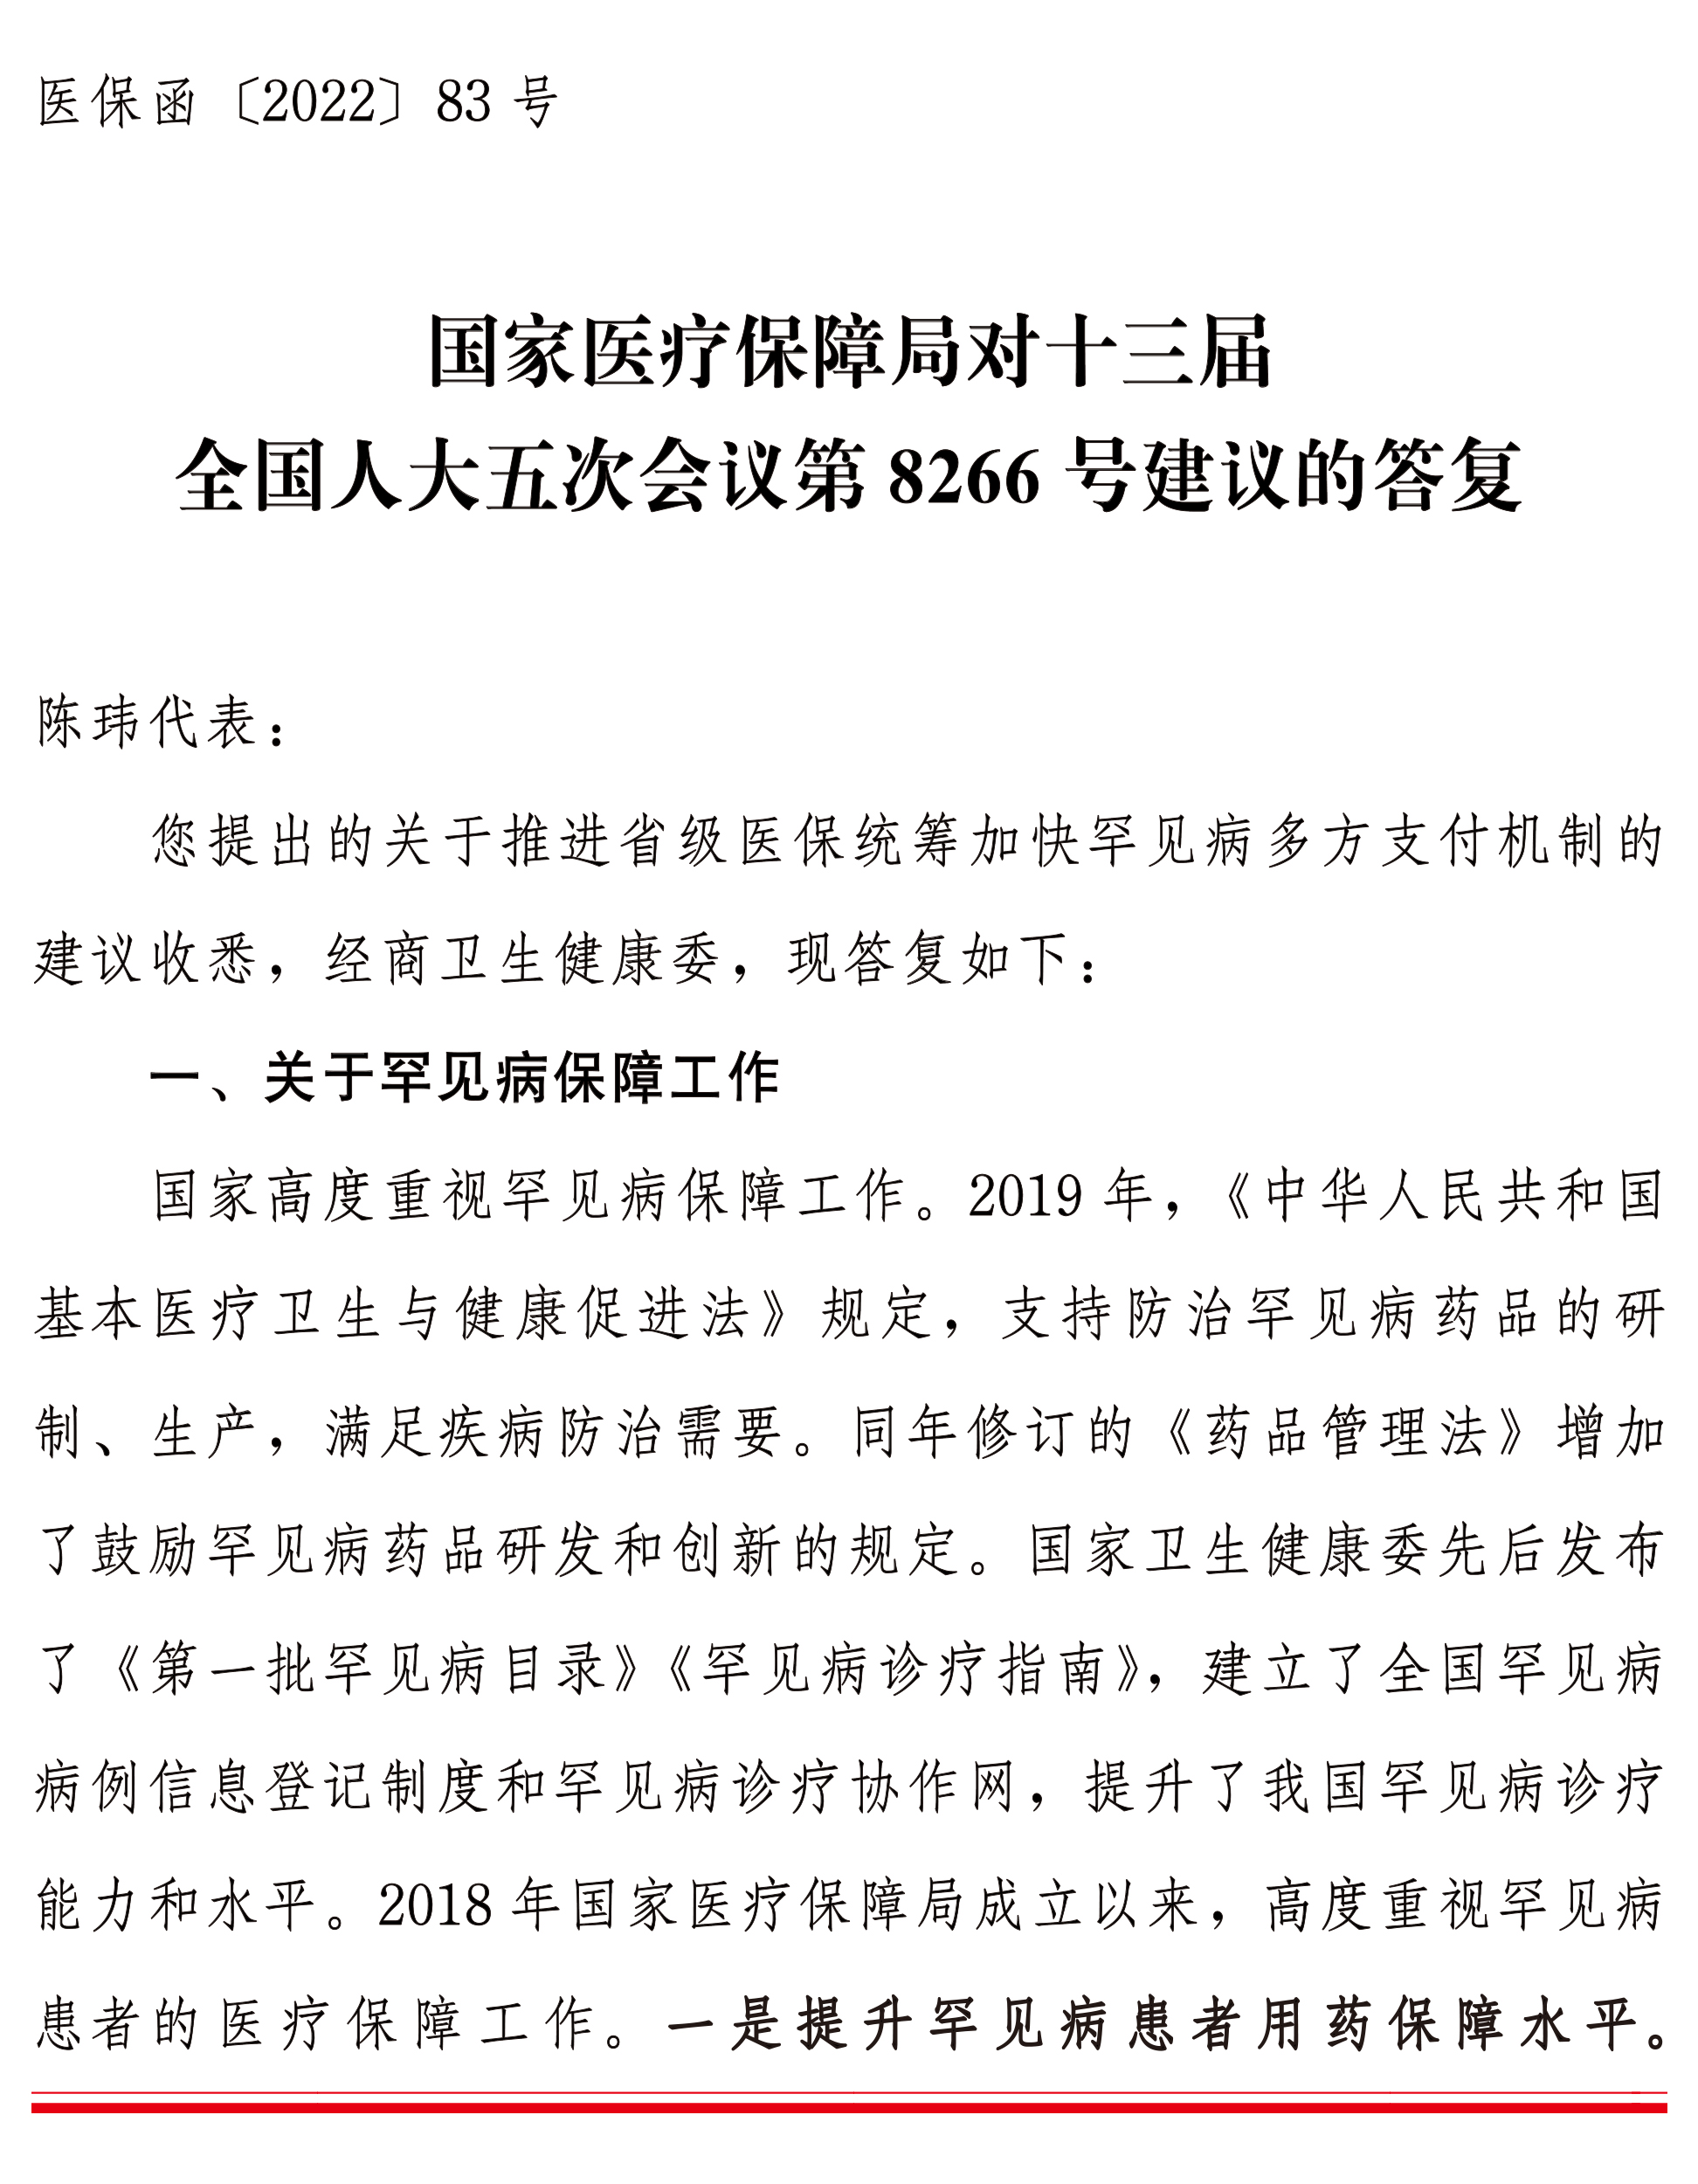 医保函〔2022〕83 号
国家医疗保障局对十三届
全国人大五次会议第 8266 号建议的答复
陈玮代表：
您提出的关于推进省级医保统筹加快罕见病多方支付机制的
建议收悉，经商卫生健康委，现答复如下：
一、关于罕见病保障工作
国家高度重视罕见病保障工作。2019 年，《中华人民共和国
基本医疗卫生与健康促进法》规定，支持防治罕见病药品的研
制、生产，满足疾病防治需要。同年修订的《药品管理法》增加
了鼓励罕见病药品研发和创新的规定。国家卫生健康委先后发布
了《第一批罕见病目录》《罕见病诊疗指南》，建立了全国罕见病
病例信息登记制度和罕见病诊疗协作网，提升了我国罕见病诊疗
能力和水平。2018 年国家医疗保障局成立以来，高度重视罕见病
患者的医疗保障工作。一是提升罕见病患者用药保障水平。